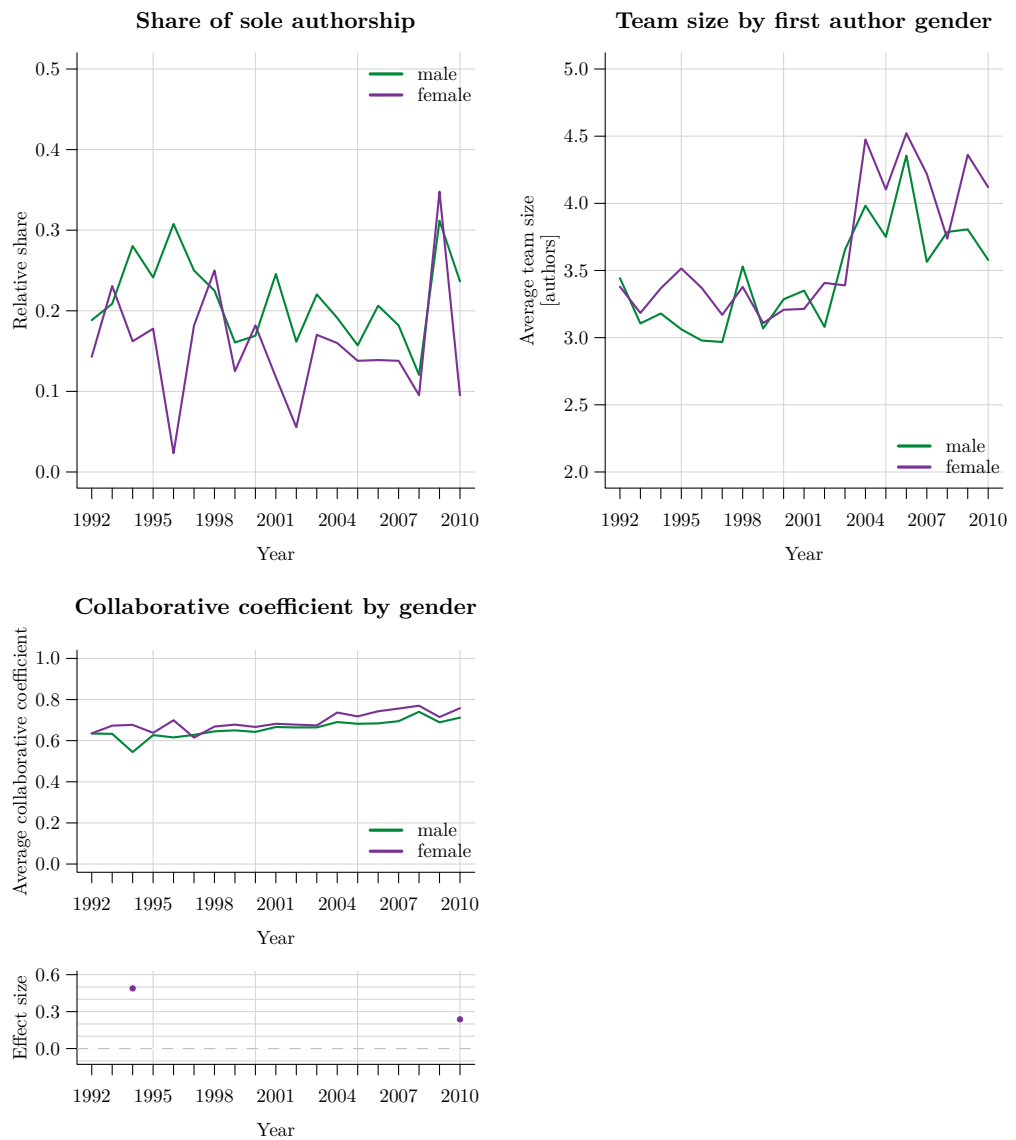 Share of sole authorship
Relative share
0.5
0.4
0.3
0.2
0.1
0.0
male
female
1992 1995 1998 2001 2004 2007 2010
Year
Team size by first author gender
Average team size
[authors]
5.0
4.5
4.0
3.5
3.0
2.5
2.0
male
female
1992 1995 1998 2001 2004 2007 2010
Year
Collaborative coefficient by gender
Average collaborative coefficient
1.0
0.8
0.6
0.4
0.2
0.0
male
female
1992 1995 1998 2001 2004 2007 2010
Year
Effect size
0.6
0.3
0.0
1992 1995 1998 2001 2004 2007 2010
Year